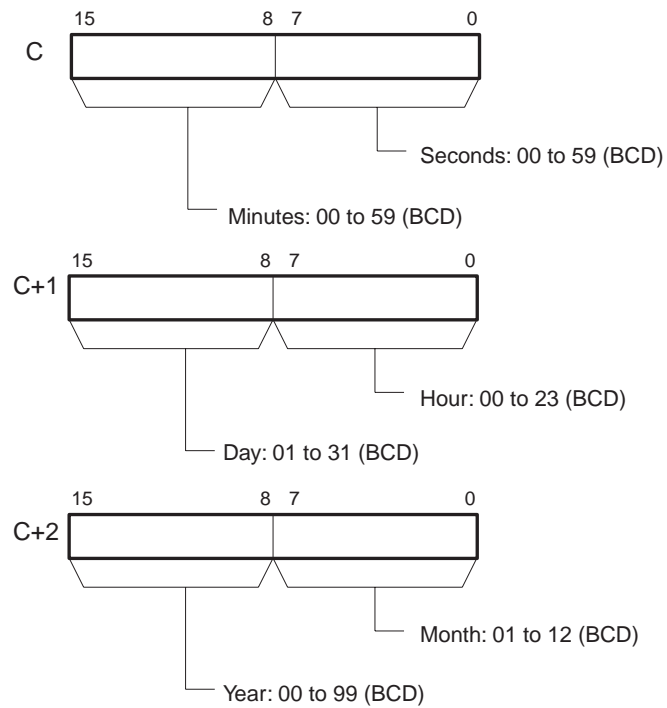 15 8 7 0
C
Seconds: 00 to 59 (BCD)
Minutes: 00 to 59 (BCD)
15 8 7 0
C+1
Hour: 00 to 23 (BCD)
Day: 01 to 31 (BCD)
15 8 7 0
C+2
Month: 01 to 12 (BCD)
Year: 00 to 99 (BCD)